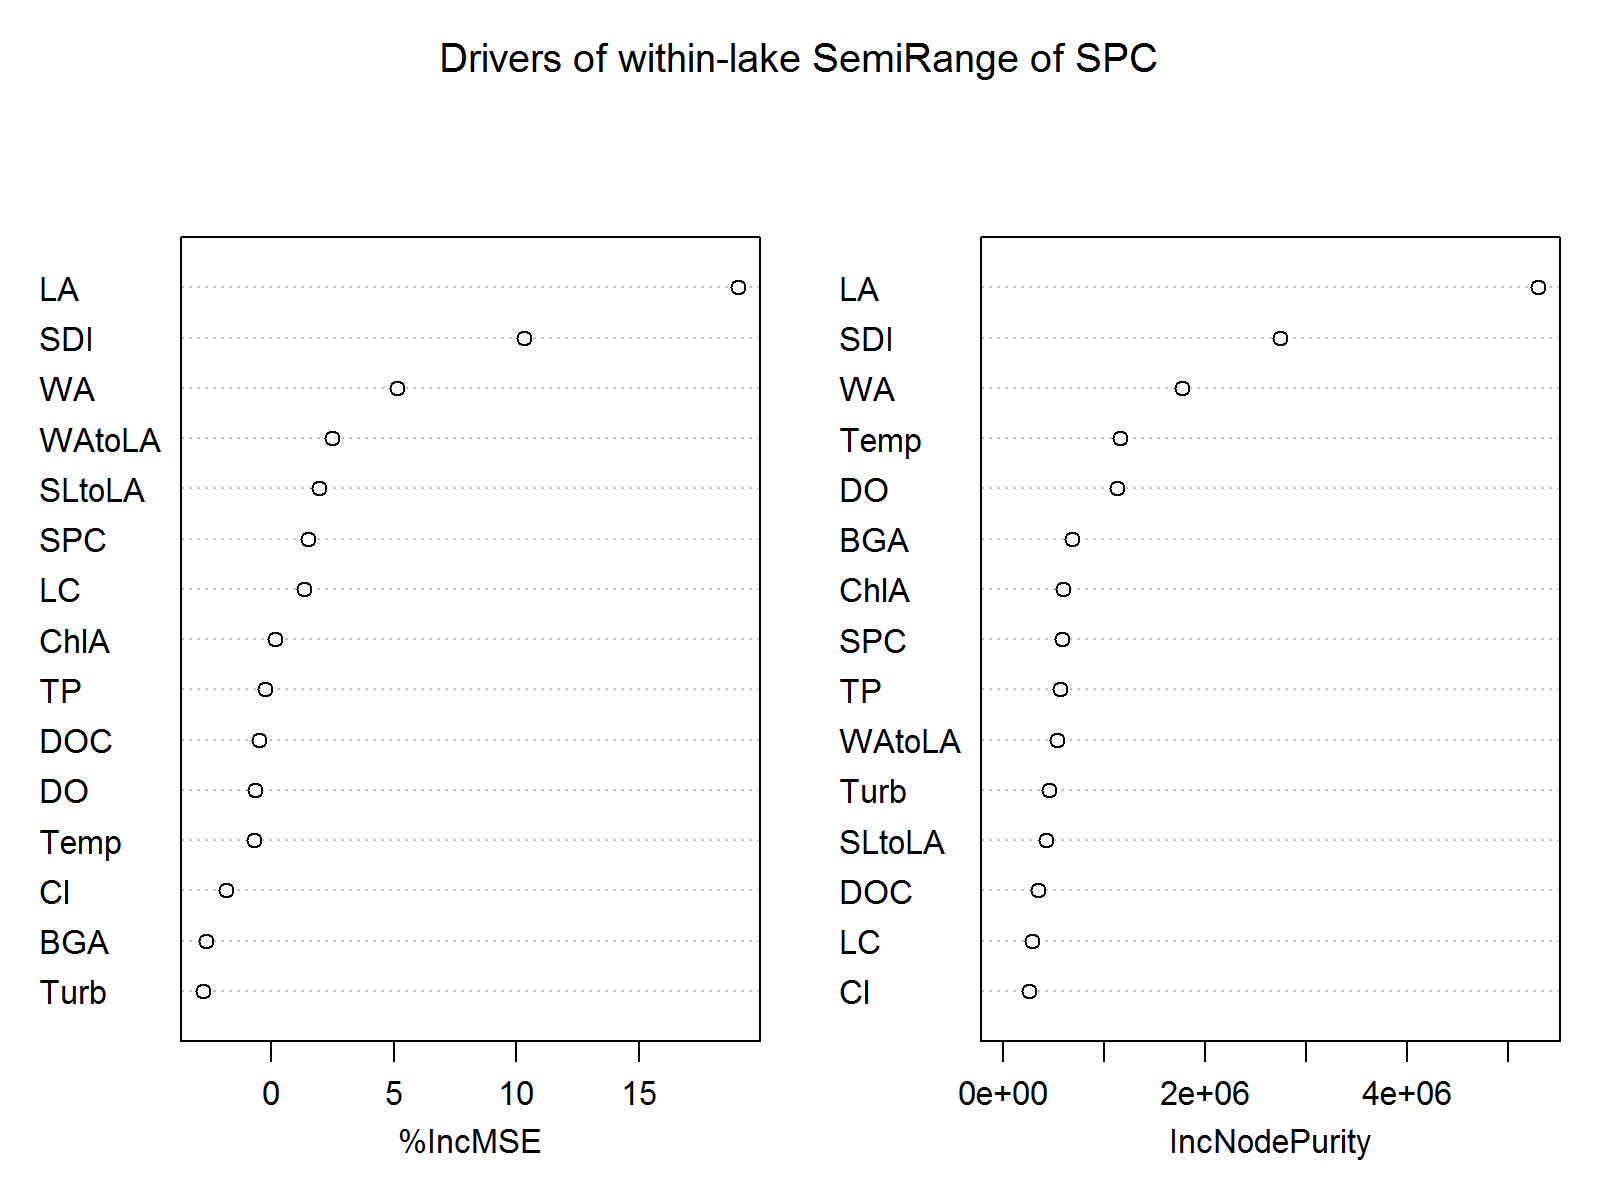 Drivers of within-lake SemiRange of SPC
LA
SDI
WA
WAtoLA
SLtoLA
SPC
LC
ChlA
TP
DOC
DO
Temp
Cl
BGA
Turb
0 5 10 15
%IncMSE
LA
SDI
WA
Temp
DO
BGA
ChlA
SPC
TP
WAtoLA
Turb
SLtoLA
DOC
LC
Cl
0e+00 2e+06 4e+06
IncNodePurity